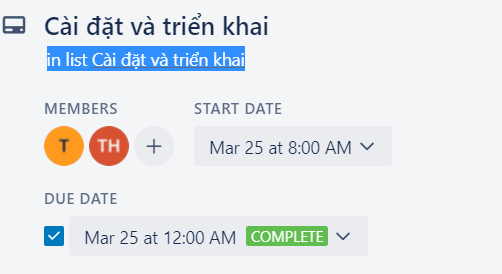 Cài đặt và triển khai
in list Cài đặt và triển khai
MEMBERS START DATE
T TH + Mar 25 at 8:00 AM
DUE DATE
Mar 25 at 12:00 AM COMPLETE